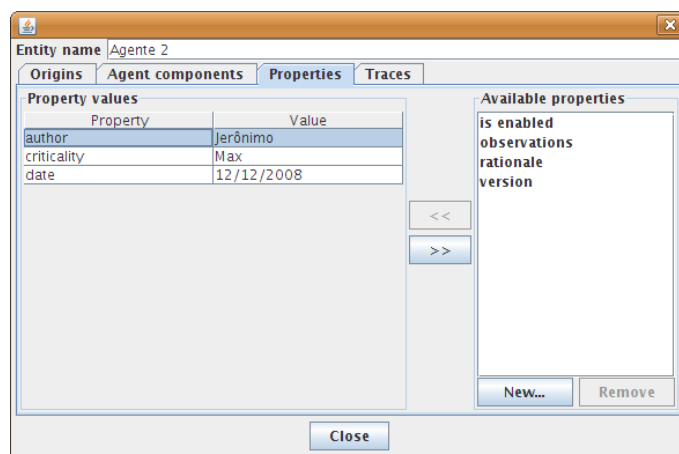 Entity name Agente 2
Origins Agent components Properties Traces
Property values
Property Value
author Jerônimo
criticality Max
date 12/12/2008
<<
>>
Available properties
is enabled
observations
rationale
version
New... Remove
Close